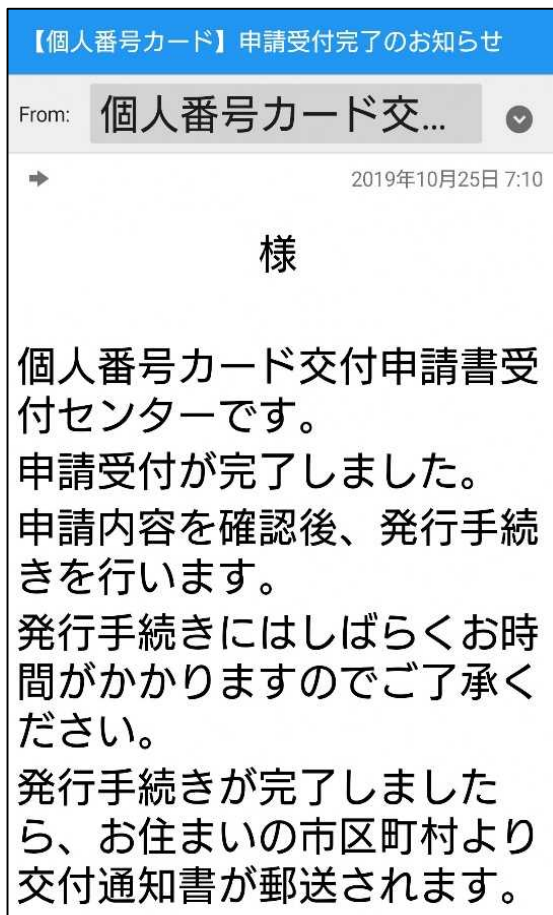 【個人番号カード】申請受付完了のお知らせ
From: 個人番号カード交...
2019年10月25日 7:10
様
個人番号カード交付申請書受
付センターです。
申請受付が完了しました。
申請内容を確認後、発行手続
きを行います。
発行手続きにはしばらくお時
間がかかりますのでご了承く
ださい。
発行手続きが完了しました
ら、お住まいの市区町村より
交付通知書が郵送されます。